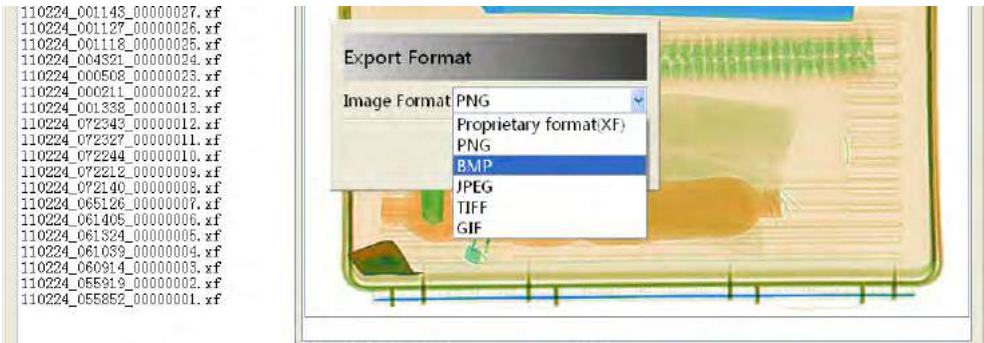 110224_001143_00000027.xf
110224_001127_00000026.xf
110224_001118_00000025.xf
110224_004321_00000024.xf
110224_000508_00000023.xf
110224_000211_00000022.xf
110224_001338_00000013.xf
110224_072343_00000012.xf
110224_072327_00000011.xf
110224_072244_00000010.xf
110224_072212_00000009.xf
110224_072140_00000008.xf
110224_065126_00000007.xf
110224_061405_00000006.xf
110224_061324_00000005.xf
110224_061039_00000004.xf
110224_060914_00000003.xf
110224_055919_00000002.xf
110224_055852_00000001.xf
Export Format
Image Format PNG
Proprietary format(XF)
PNG
BMP
JPEG
TIFF
GIF